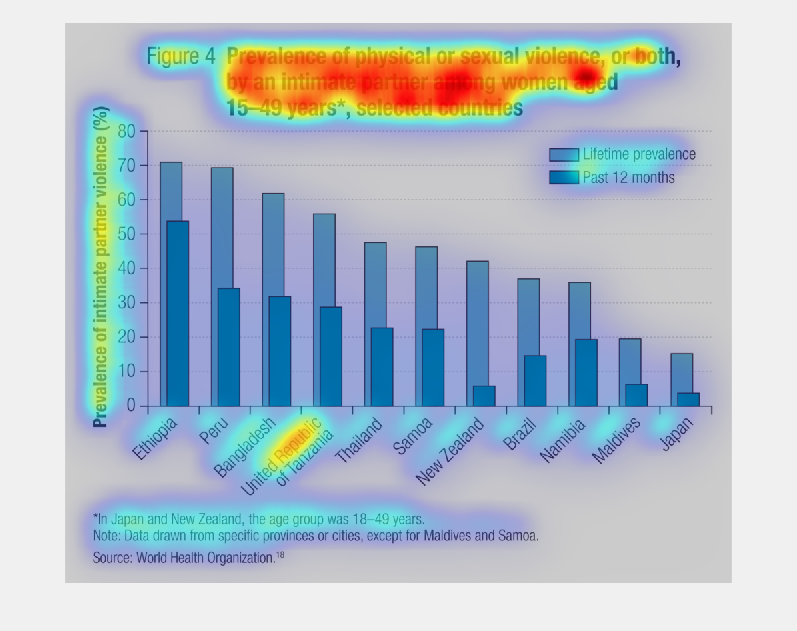 Figure 4 Prevalence of physical or sexual violence, or both,
by an intimate partner among women aged
15–49 years*, selected countries
Prevalence of intimate partner violence (%)
80
70
60
50
40
30
20
10
0
Lifetime prevalence
Past 12 months
Ethiopia
Peru
Bangladesh
United Republic
of Tanzania
Thailand
Samoa
New Zealand
Brazil
Namibia
Maldives
Japan
*In Japan and New Zealand, the age group was 18–49 years.
Note: Data drawn from specific provinces or cities, except for Maldives and Samoa.
Source: World Health Organization.¹⁸